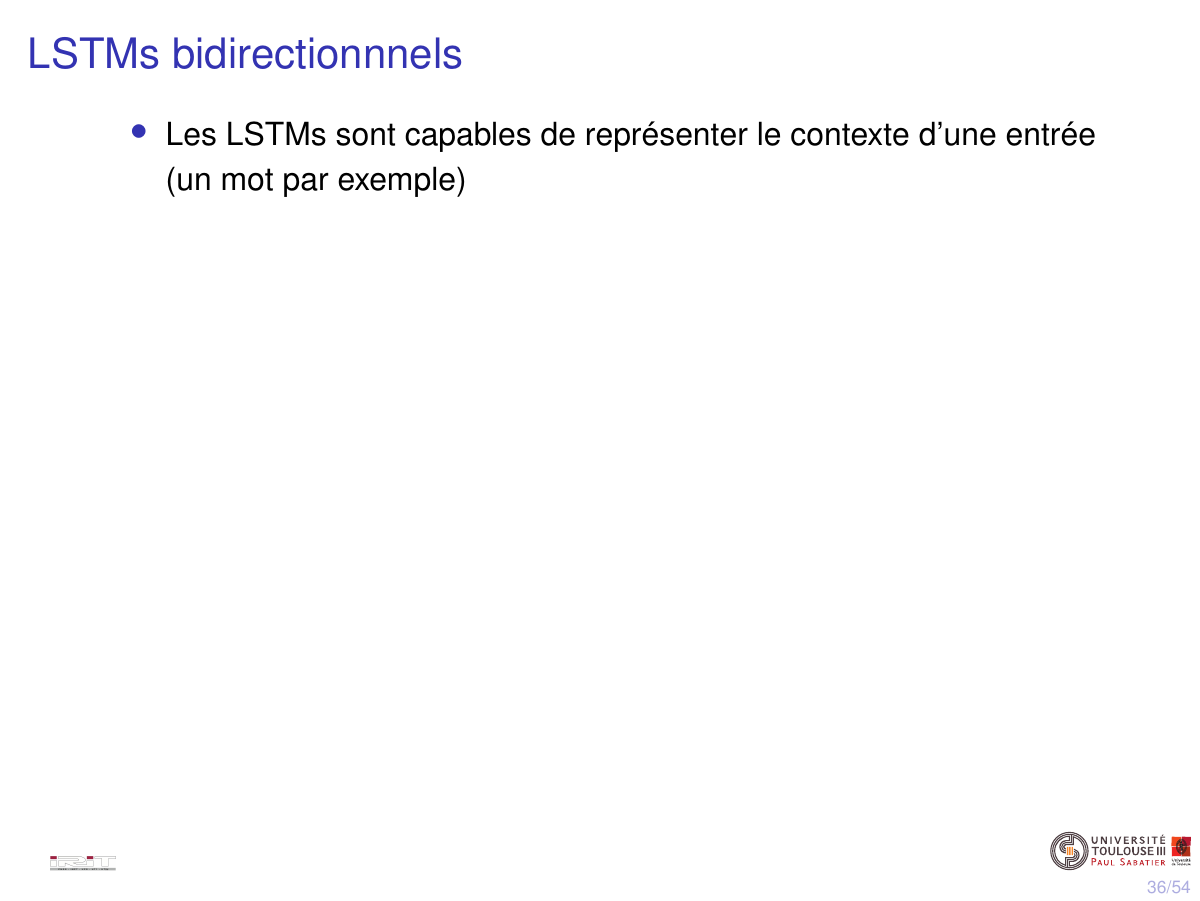 LSTMs bidirectionnnels
• Les LSTMs sont capables de représenter le contexte d'une entrée
(un mot par exemple)
iRiT
UNIVERSITÉ
TOULOUSE III
PAUL SABATIER
36/54